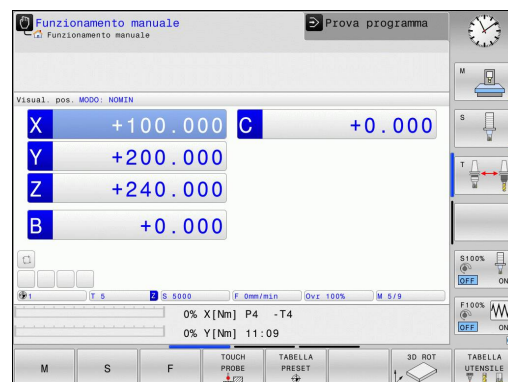 Funzionamento manuale
Funzionamento manuale
Prova programma
Visual. pos. MODO: NOMIN
X +100.000 C +0.000
Y +200.000
Z +240.000
B +0.000
1 T 5 Z S 5000 F 0mm/min Ovr 100% M 5/9
0% X[Nm] P4 -T4
0% Y[Nm] 11:09
M
S
T
S100%
OFF ON
F100%
OFF ON
M S F TOUCH PROBE TABELLA PRESET 3D ROT TABELLA UTENSILE